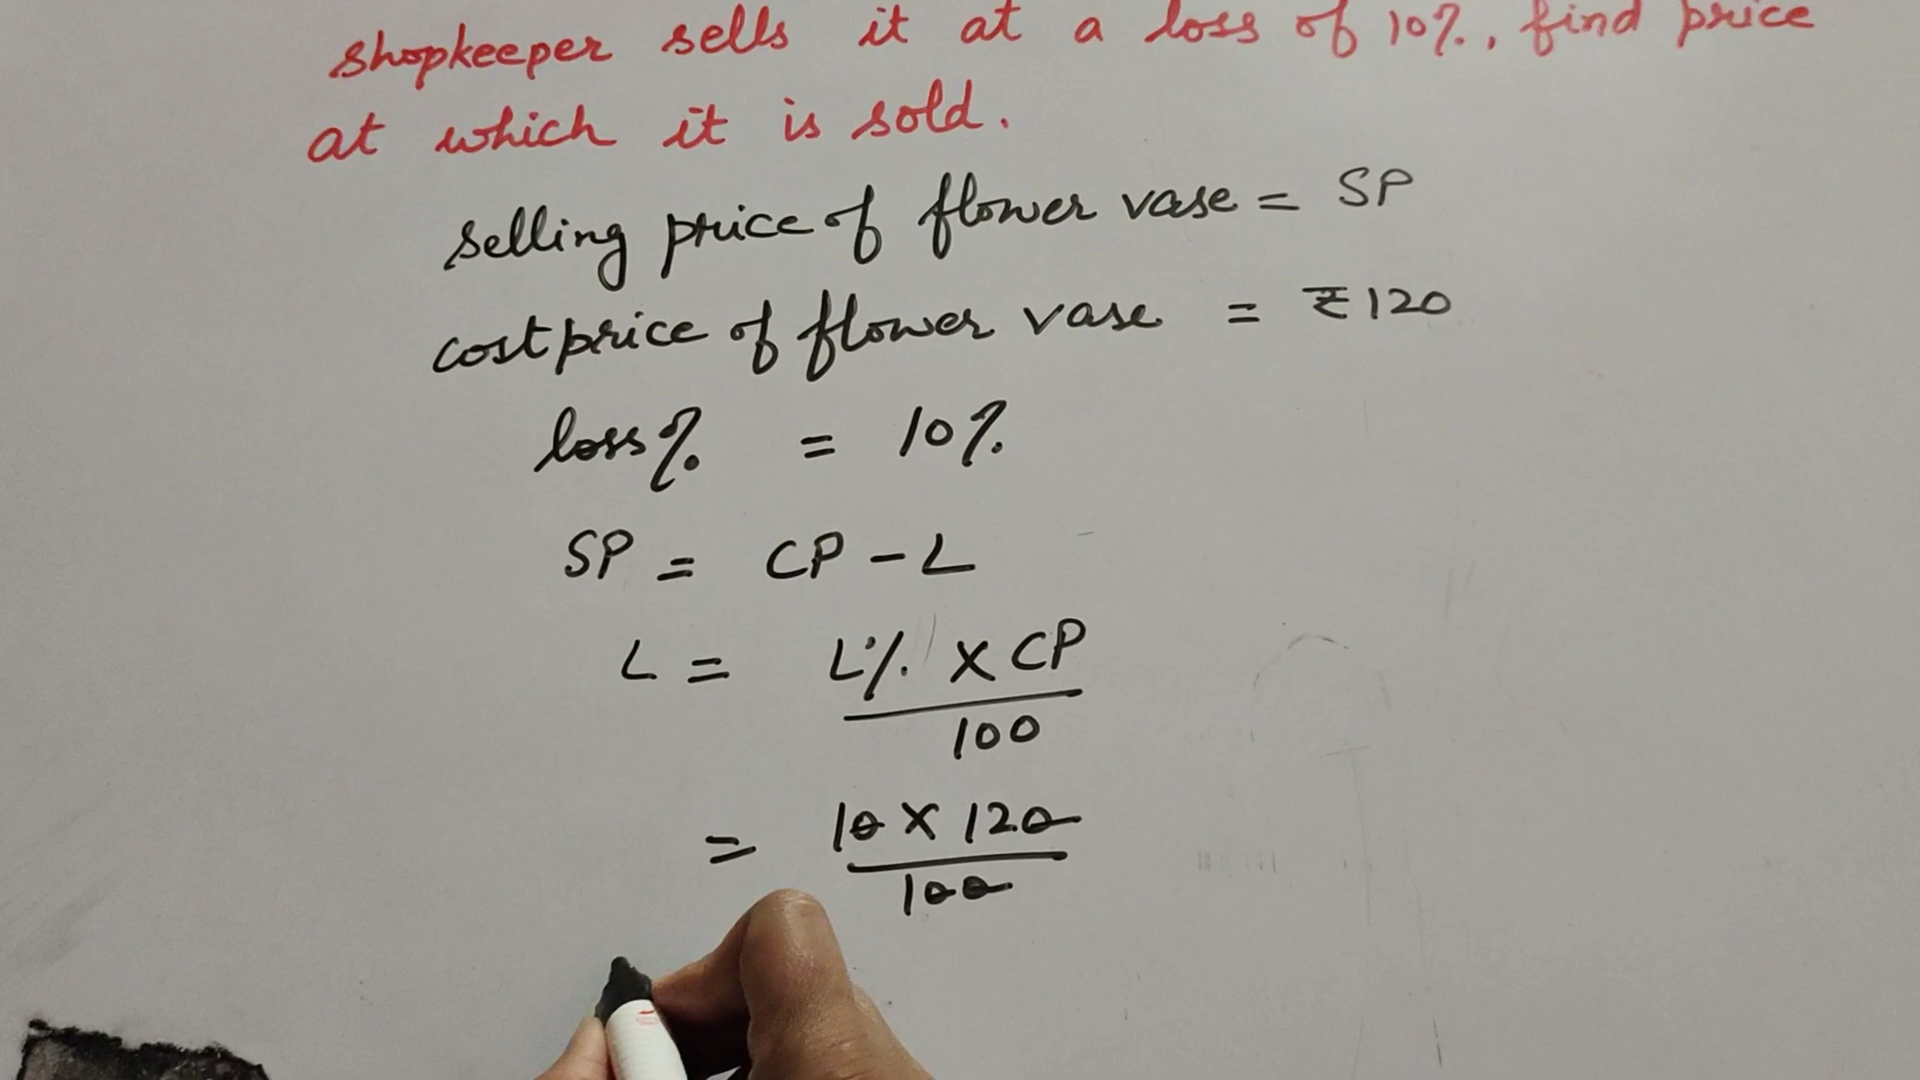 shopkeeper sells it at a loss of 10%, find price
at which it is sold.
selling price of flower vase = SP
cost price of flower vase = ₹120
loss% = 10%
SP = CP - L
L = L% × CP
100
= 10 × 120
100